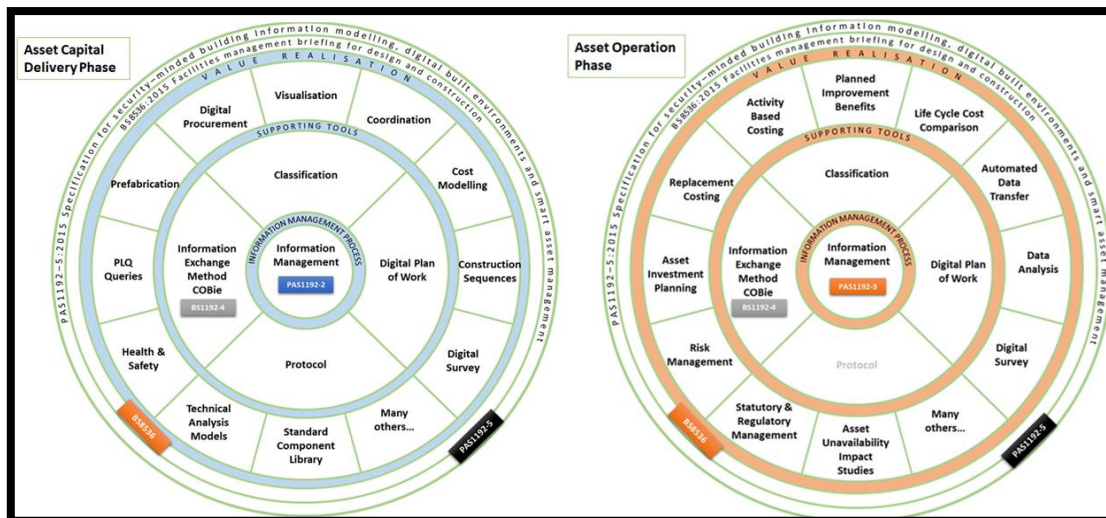 Asset Capital
Delivery Phase
PAS1192-5:2015 Specification for security-minded building information modelling, digital built environments and smart asset management
BS8536:2015 Facilities management briefing for design and construction
VALUE REALISATION
Visualisation
Coordination
Cost
Modelling
Construction
Sequences
Digital
Survey
Many
others...
Standard
Component
Library
Technical
Analysis
Models
Health &
Safety
PLQ
Queries
Prefabrication
Digital
Procurement
SUPPORTING TOOLS
Classification
Digital Plan
of Work
Protocol
Information
Exchange
Method
COBie
BS1192-4
INFORMATION MANAGEMENT PROCESS
Information
Management
PAS1192-2
BS8536
PAS1192-5
Asset Operation
Phase
PAS1192-5:2015 Specification for security-minded building information modelling, digital built environments and smart asset management
BS8536:2015 Facilities management briefing for design and construction
VALUE REALISATION
Planned
Improvement
Benefits
Life Cycle Cost
Comparison
Automated
Data
Transfer
Data
Analysis
Digital
Survey
Many
others...
Asset
Unavailability
Impact
Studies
Statutory &
Regulatory
Management
Risk
Management
Asset
Investment
Planning
Replacement
Costing
Activity
Based
Costing
SUPPORTING TOOLS
Classification
Digital Plan
of Work
Protocol
Information
Exchange
Method
COBie
BS1192-4
INFORMATION MANAGEMENT PROCESS
Information
Management
PAS1192-3
BS8536
PAS1192-5